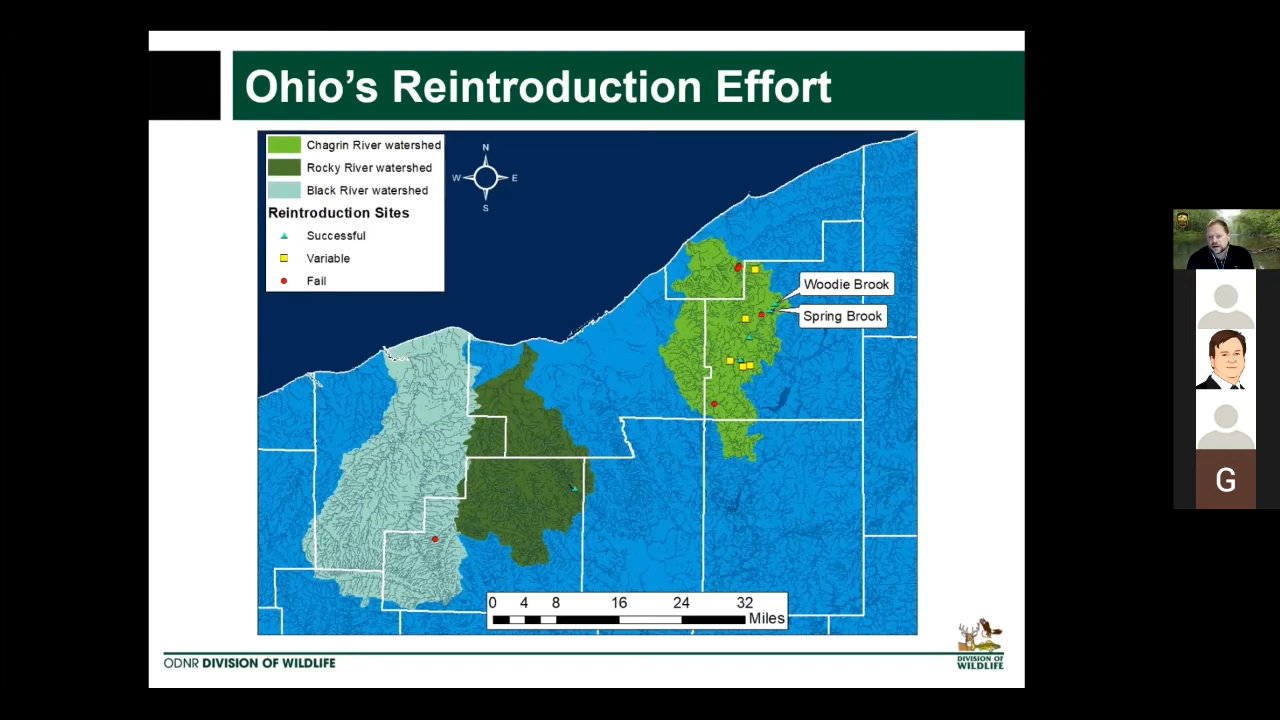 Ohio's Reintroduction Effort
Chagrin River watershed
Rocky River watershed
Black River watershed
Reintroduction Sites
Successful
Variable
Fail
N
W E
S
Woodie Brook
Spring Brook
0 4 8 16 24 32
Miles
ODNR DIVISION OF WILDLIFE
DIVISION OF
WILDLIFE
G